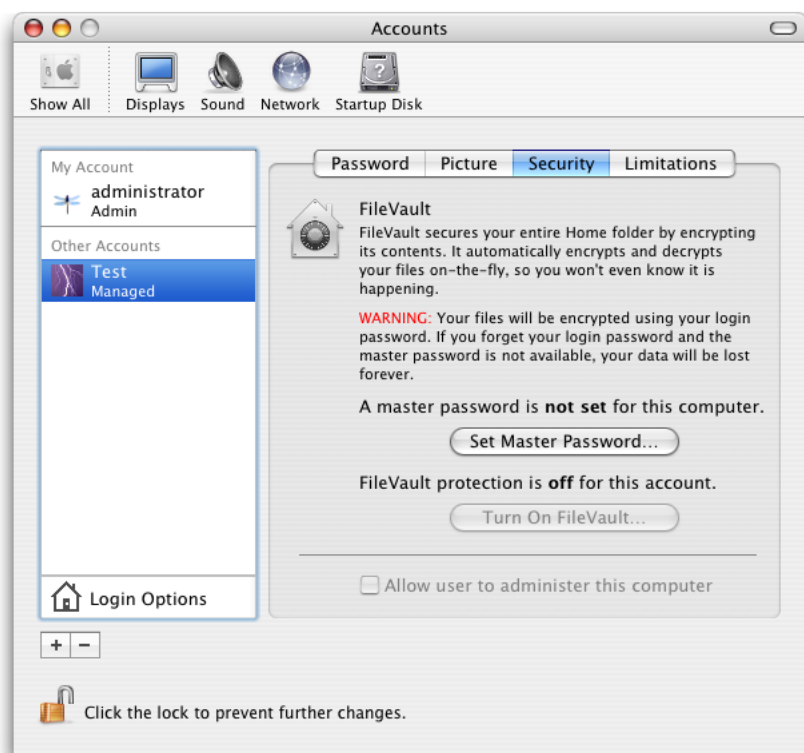 Accounts
Show All
Displays
Sound
Network
Startup Disk
My Account
administrator
Admin
Other Accounts
Test
Managed
Login Options
Password
Picture
Security
Limitations
FileVault
FileVault secures your entire Home folder by encrypting
its contents. It automatically encrypts and decrypts
your files on-the-fly, so you won't even know it is
happening.
WARNING: Your files will be encrypted using your login
password. If you forget your login password and the
master password is not available, your data will be lost
forever.
A master password is not set for this computer.
Set Master Password...
FileVault protection is off for this account.
Turn On FileVault...
Allow user to administer this computer
Click the lock to prevent further changes.